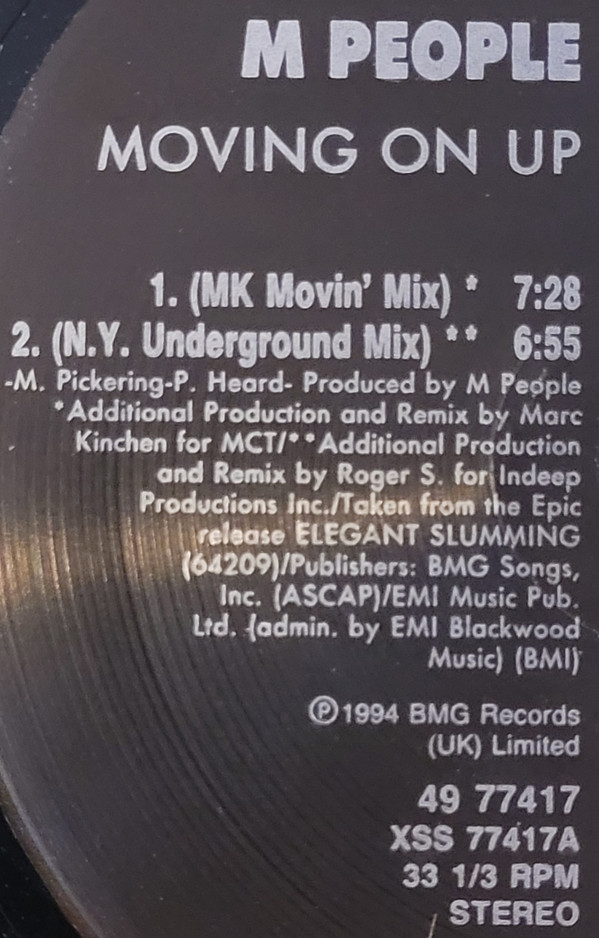 M PEOPLE
MOVING ON UP
1. (MK Movin' Mix) * 7:28
2. (N.Y. Underground Mix) ** 6:55
-M. Pickering-P. Heard- Produced by M People
*Additional Production and Remix by Marc
Kinchen for MCT/**Additional Production
and Remix by Roger S. for Indeep
Productions Inc./Taken from the Epic
release ELEGANT SLUMMING
(64209)/Publishers: BMG Songs,
Inc. (ASCAP)/EMI Music Pub.
Ltd. (admin. by EMI Blackwood
Music) (BMI)
℗1994 BMG Records
(UK) Limited
49 77417
XSS 77417A
33 1/3 RPM
STEREO